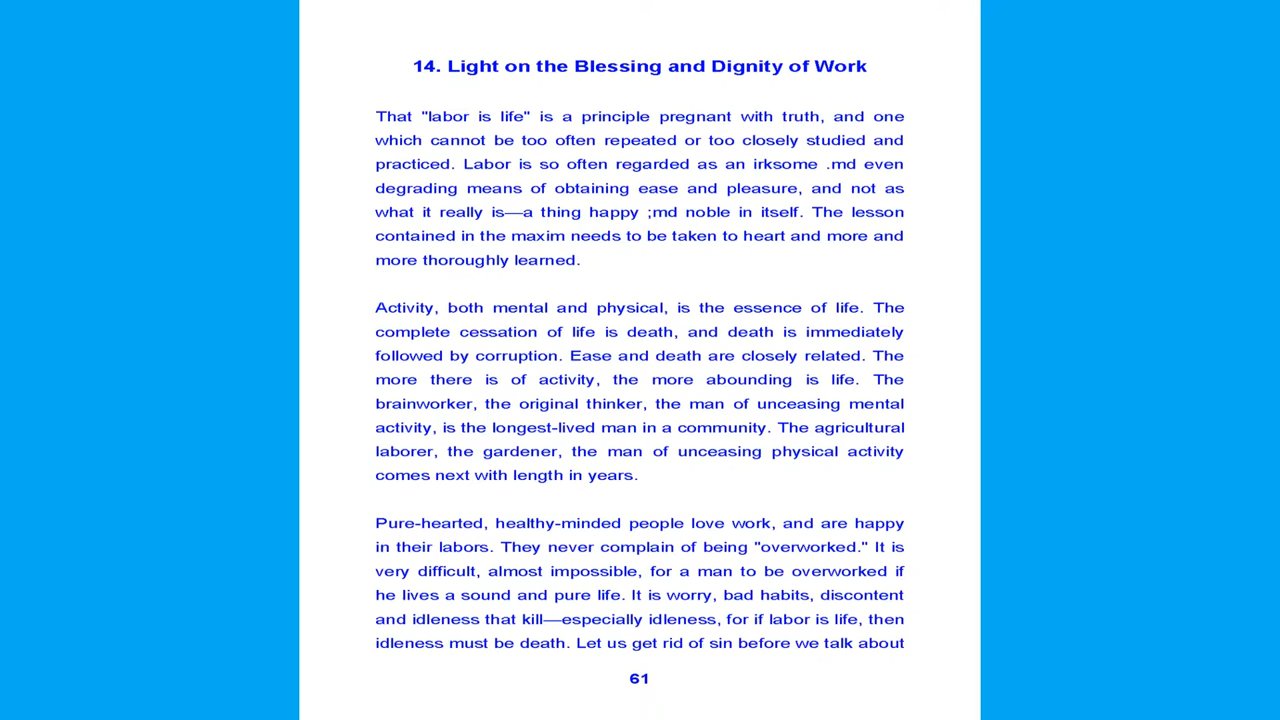 14. Light on the Blessing and Dignity of Work
That "labor is life" is a principle pregnant with truth, and one
which cannot be too often repeated or too closely studied and
practiced. Labor is so often regarded as an irksome .md even
degrading means of obtaining ease and pleasure, and not as
what it really is—a thing happy ;md noble in itself. The lesson
contained in the maxim needs to be taken to heart and more and
more thoroughly learned.
Activity, both mental and physical, is the essence of life. The
complete cessation of life is death, and death is immediately
followed by corruption. Ease and death are closely related. The
more there is of activity, the more abounding is life. The
brainworker, the original thinker, the man of unceasing mental
activity, is the longest-lived man in a community. The agricultural
laborer, the gardener, the man of unceasing physical activity
comes next with length in years.
Pure-hearted, healthy-minded people love work, and are happy
in their labors. They never complain of being "overworked." It is
very difficult, almost impossible, for a man to be overworked if
he lives a sound and pure life. It is worry, bad habits, discontent
and idleness that kill—especially idleness, for if labor is life, then
idleness must be death. Let us get rid of sin before we talk about
61